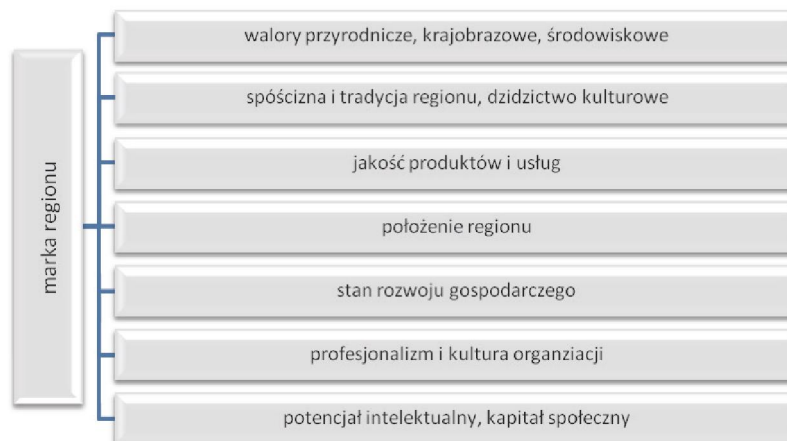 marka regionu
walory przyrodnicze, krajobrazowe, środowiskowe
spóścizna i tradycja regionu, dzidzictwo kulturowe
jakość produktów i usług
położenie regionu
stan rozwoju gospodarczego
profesjonalizm i kultura organziacji
potencjał intelektualny, kapitał społeczny